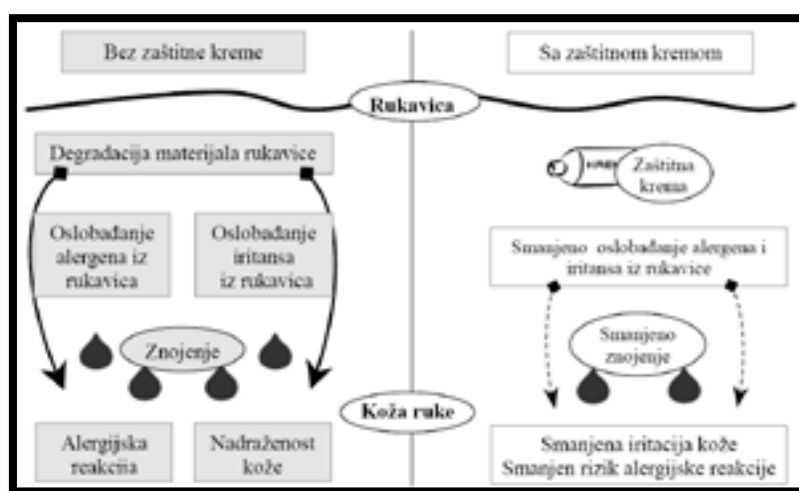 Bez zaštitne kreme
Sa zaštitnom kremom
Rukavica
Degradacija materijala rukavice
Zaštitna
krema
Oslobađanje
alergena iz
rukavica
Oslobađanje
iritansa
iz rukavica
Smanjeno oslobađanje alergena i
iritansa iz rukavice
Znojenje
Smanjeno
znojenje
Koža ruke
Alergijska
reakcija
Nadraženost
kože
Smanjena iritacija kože
Smanjen rizik alergijske reakcije